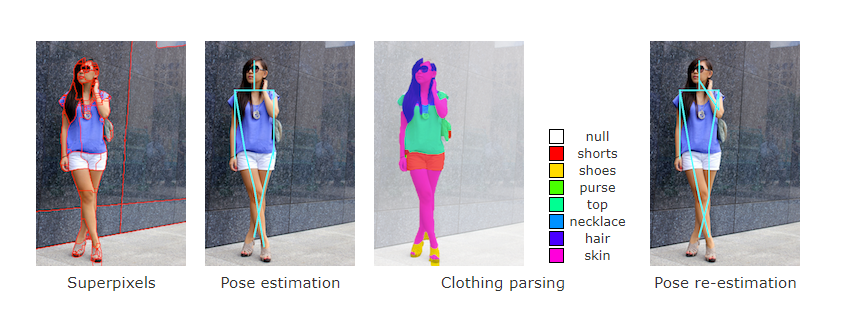 null
shorts
shoes
purse
top
necklace
hair
skin
Superpixels
Pose estimation
Clothing parsing
Pose re-estimation